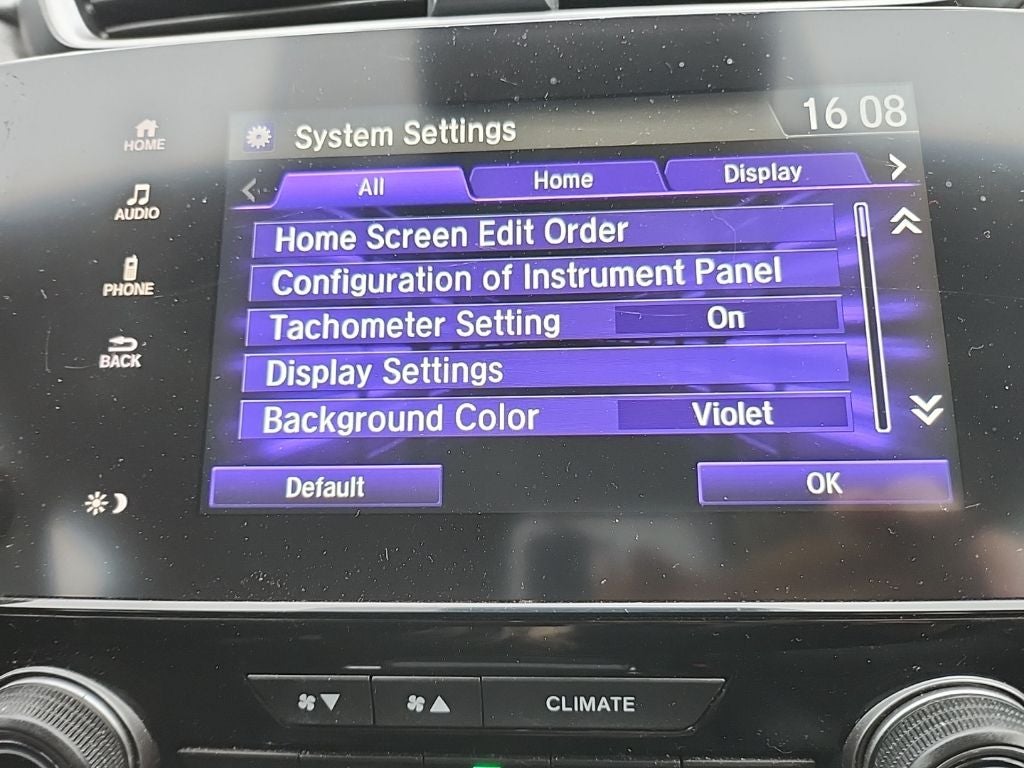 System Settings
16 08
HOME
AUDIO
PHONE
BACK
All
Home
Display
Home Screen Edit Order
Configuration of Instrument Panel
Tachometer Setting On
Display Settings
Background Color Violet
Default
OK
CLIMATE